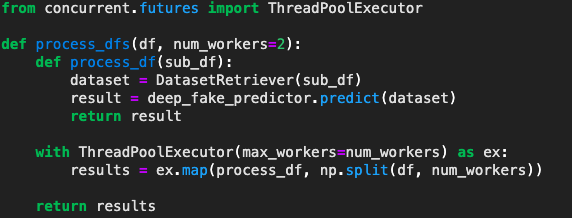 from concurrent.futures import ThreadPoolExecutor
def process_dfs(df, num_workers=2):
    def process_df(sub_df):
        dataset = DatasetRetriever(sub_df)
        result = deep_fake_predictor.predict(dataset)
        return result
    with ThreadPoolExecutor(max_workers=num_workers) as ex:
        results = ex.map(process_df, np.split(df, num_workers))
    return results